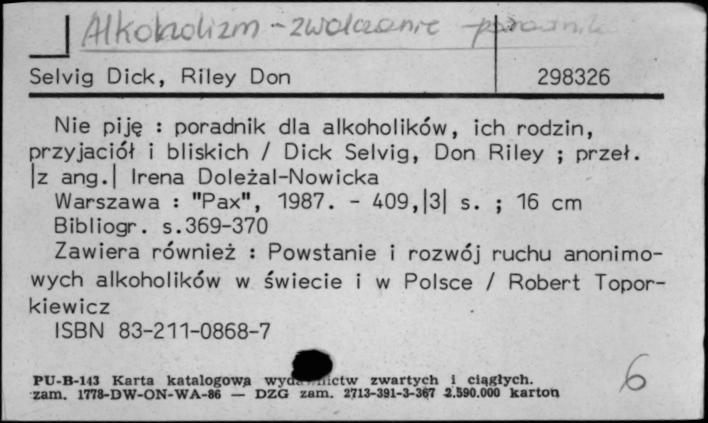 Alkoholizm - zwalczanie - poradnik
Selvig Dick, Riley Don 298326
Nie piję : poradnik dla alkoholików, ich rodzin,
przyjaciół i bliskich / Dick Selvig, Don Riley ; przeł.
|z ang.| Irena Doleżal-Nowicka
Warszawa : "Pax", 1987. - 409,|3| s. ; 16 cm
Bibliogr. s.369-370
Zawiera również : Powstanie i rozwój ruchu anonimo-
wych alkoholików w świecie i w Polsce / Robert Topor-
kiewicz
ISBN 83-211-0868-7
PU-B-143 Karta katalogowa wydawnictw zwartych i ciągłych. 6
zam. 1778-DW-ON-WA-86 — DZG zam. 2713-391-3-367 2.590.000 karton